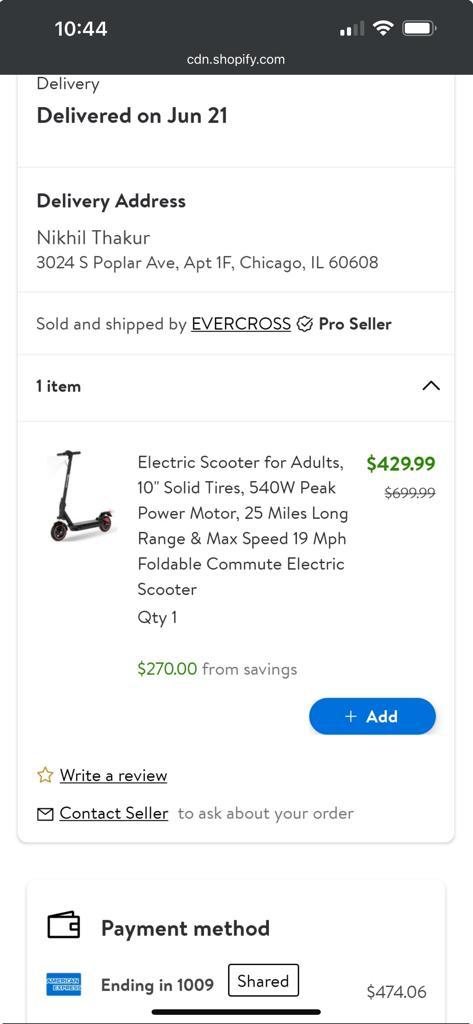 10:44
cdn.shopify.com
Delivery
Delivered on Jun 21
Delivery Address
Nikhil Thakur
3024 S Poplar Ave, Apt 1F, Chicago, IL 60608
Sold and shipped by EVERCROSS Pro Seller
1 item
Electric Scooter for Adults, $429.99
10" Solid Tires, 540W Peak $699.99
Power Motor, 25 Miles Long
Range & Max Speed 19 Mph
Foldable Commute Electric
Scooter
Qty 1
$270.00 from savings
+ Add
Write a review
Contact Seller to ask about your order
Payment method
AMERICAN
EXPRESS
Ending in 1009 Shared $474.06